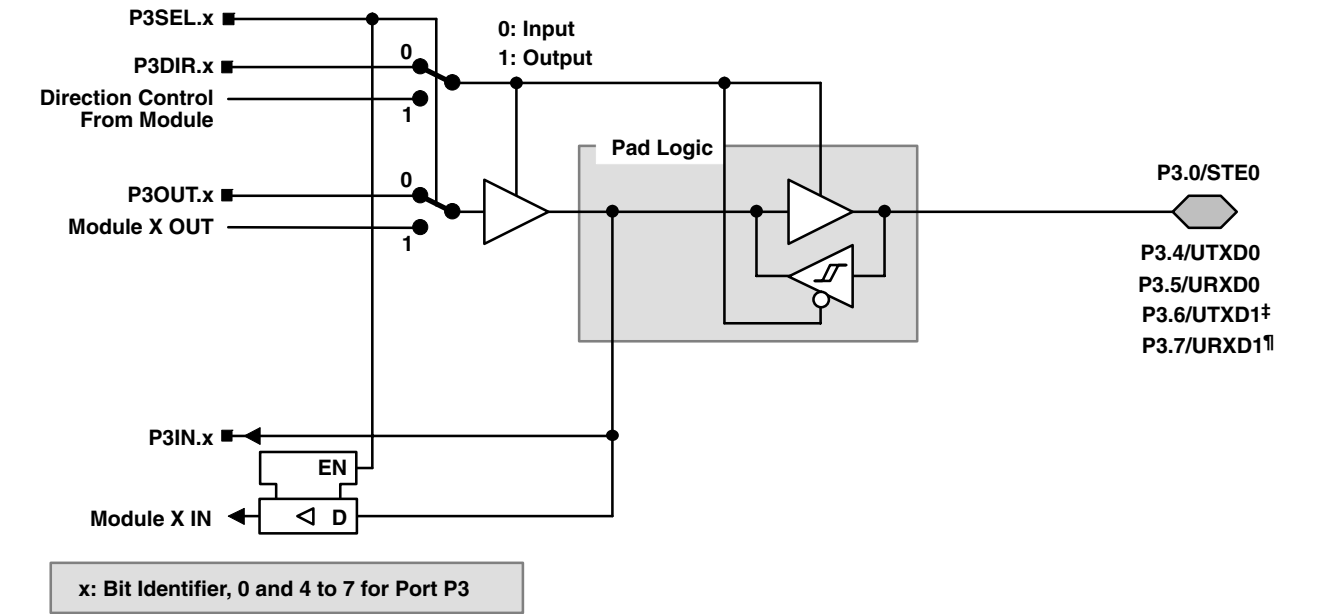 P3SEL.x
0: Input
1: Output
0
P3DIR.x
Direction Control
From Module
1
Pad Logic
P3.0/STE0
0
P3OUT.x
Module X OUT
1
P3.4/UTXD0
P3.5/URXD0
P3.6/UTXD1‡
P3.7/URXD1¶
P3IN.x
EN
D
Module X IN
x: Bit Identifier, 0 and 4 to 7 for Port P3